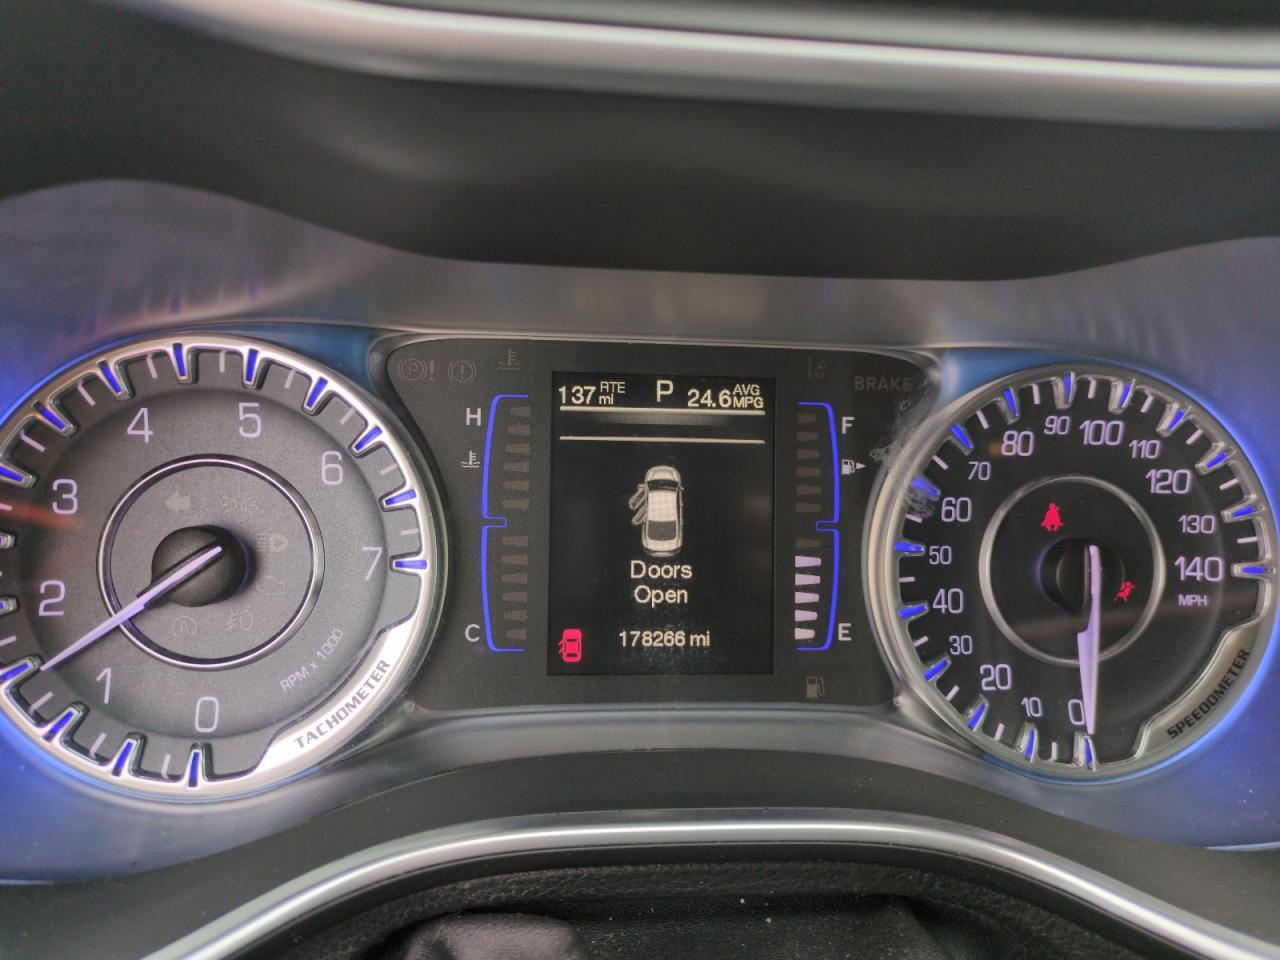 137 RTE mi P 24.6 AVG MPG
BRAKE
H
C
F
E
Doors
Open
178266 mi
0
1
2
3
4
5
6
7
RPM x 1000
TACHOMETER
0
10
20
30
40
50
60
70
80
90
100
110
120
130
140
MPH
SPEEDOMETER